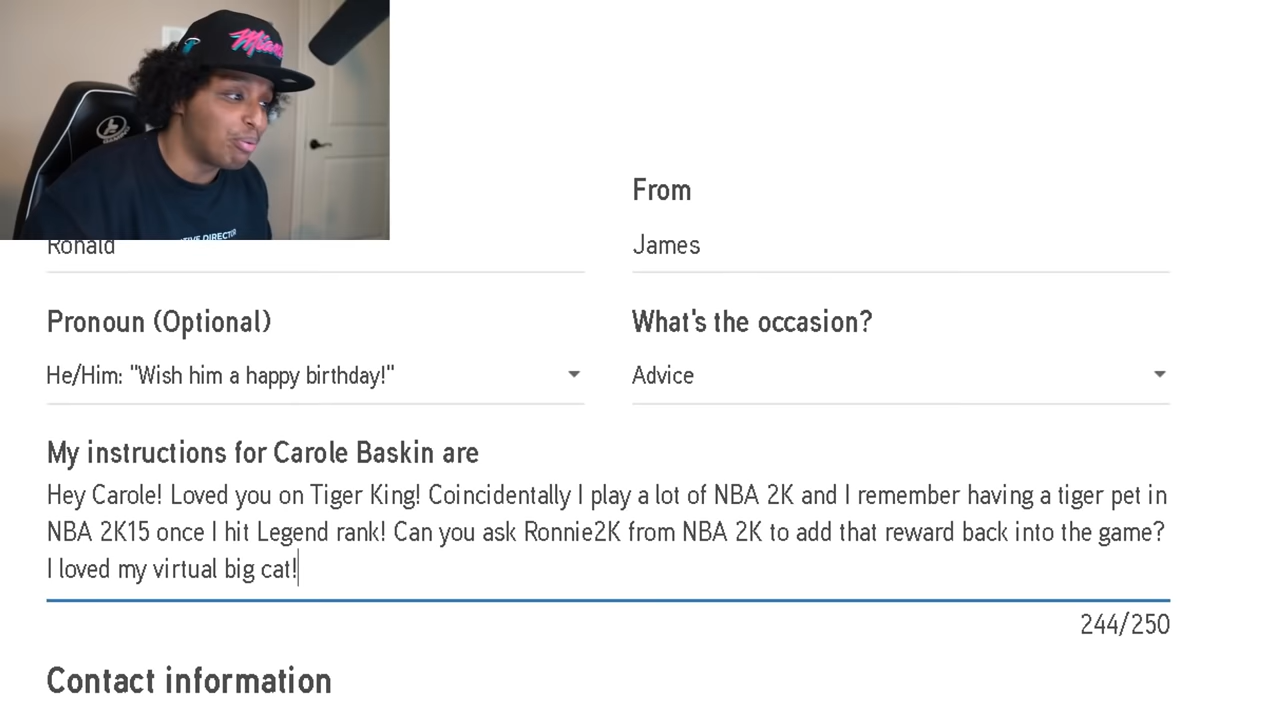 Miami
TIVE DIRECTOR
From
Ronald
James
Pronoun (Optional)
What's the occasion?
He/Him: "Wish him a happy birthday!"
Advice
My instructions for Carole Baskin are
Hey Carole! Loved you on Tiger King! Coincidentally I play a lot of NBA 2K and I remember having a tiger pet in
NBA 2K15 once I hit Legend rank! Can you ask Ronnie2K from NBA 2K to add that reward back into the game?
I loved my virtual big cat!
244/250
Contact information